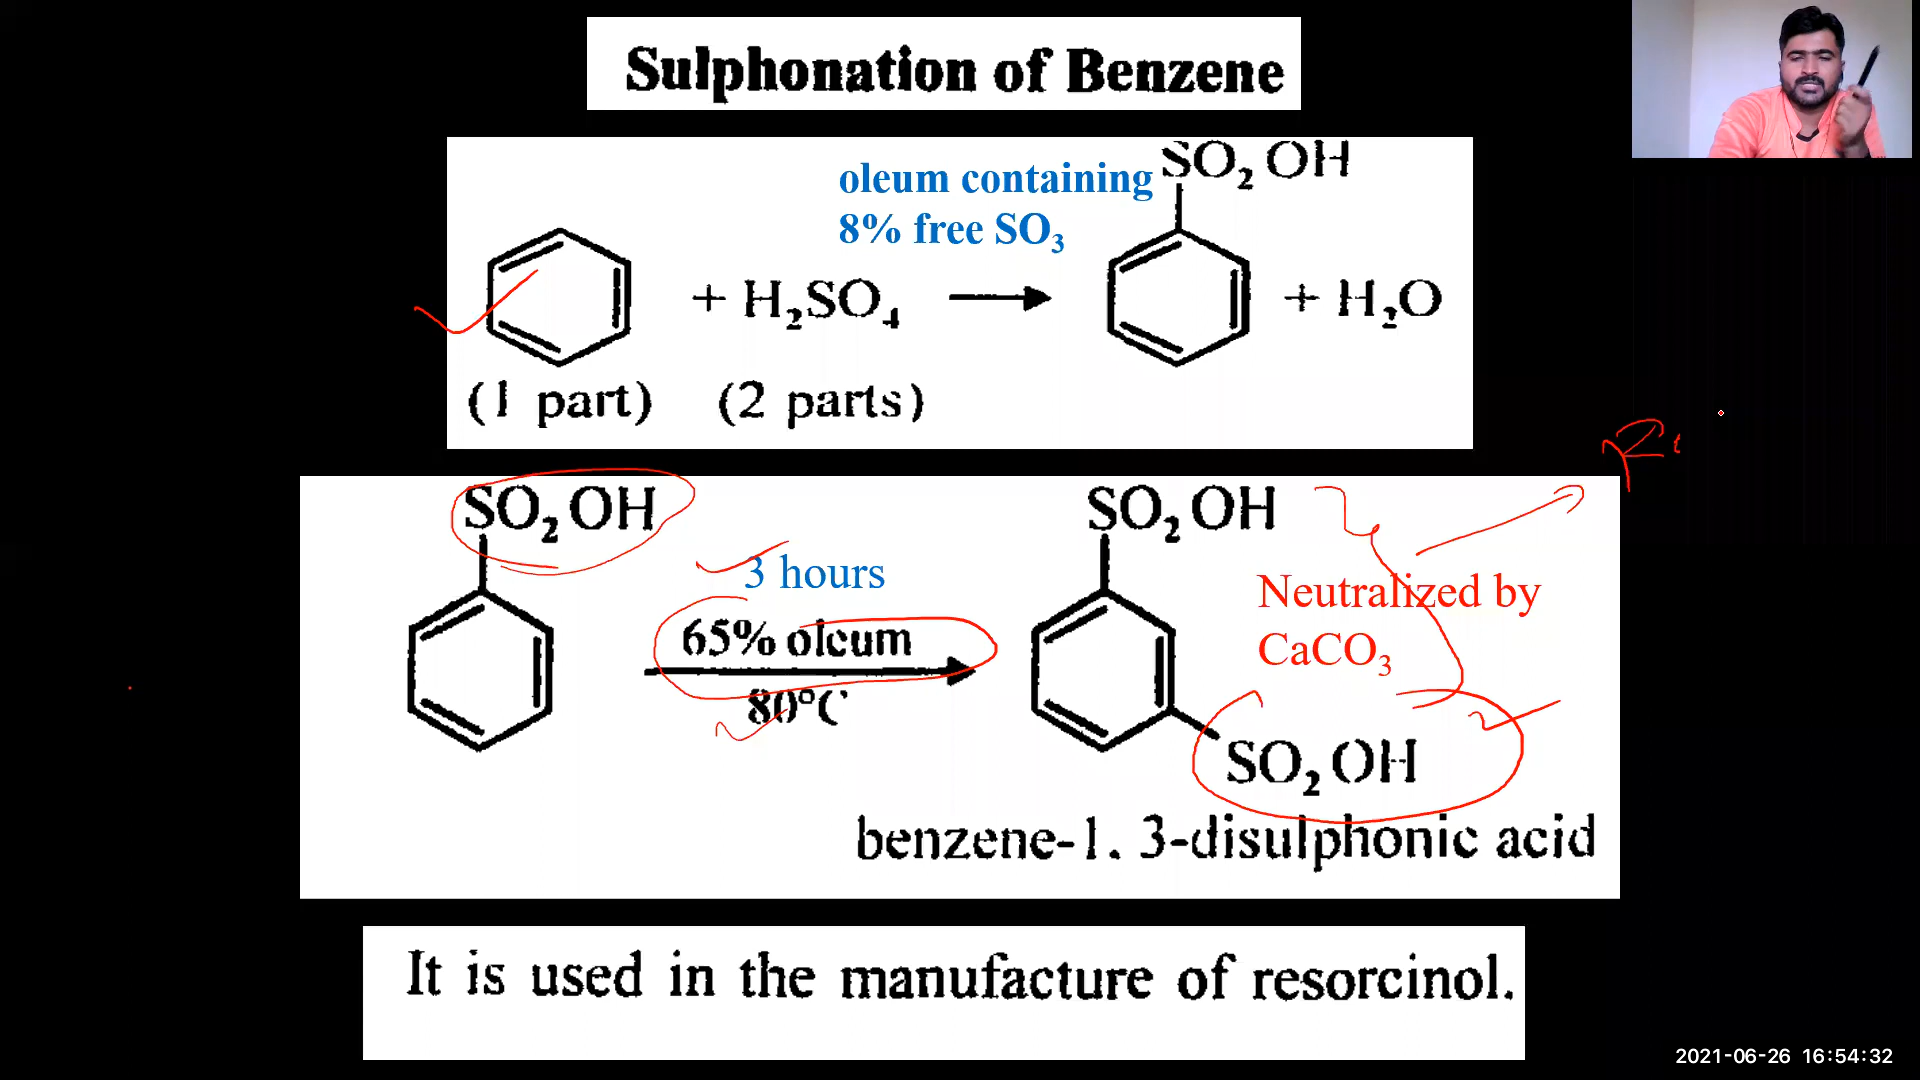 Sulphonation of Benzene
oleum containing
8% free SO₃
SO₂OH
+ H₂SO₄
+ H₂O
(1 part) (2 parts)
SO₂OH
3 hours
65% oleum
80°C
SO₂OH
Neutralized by
CaCO₃
SO₂OH
benzene-1. 3-disulphonic acid
It is used in the manufacture of resorcinol.
2021-06-26 16:54:32